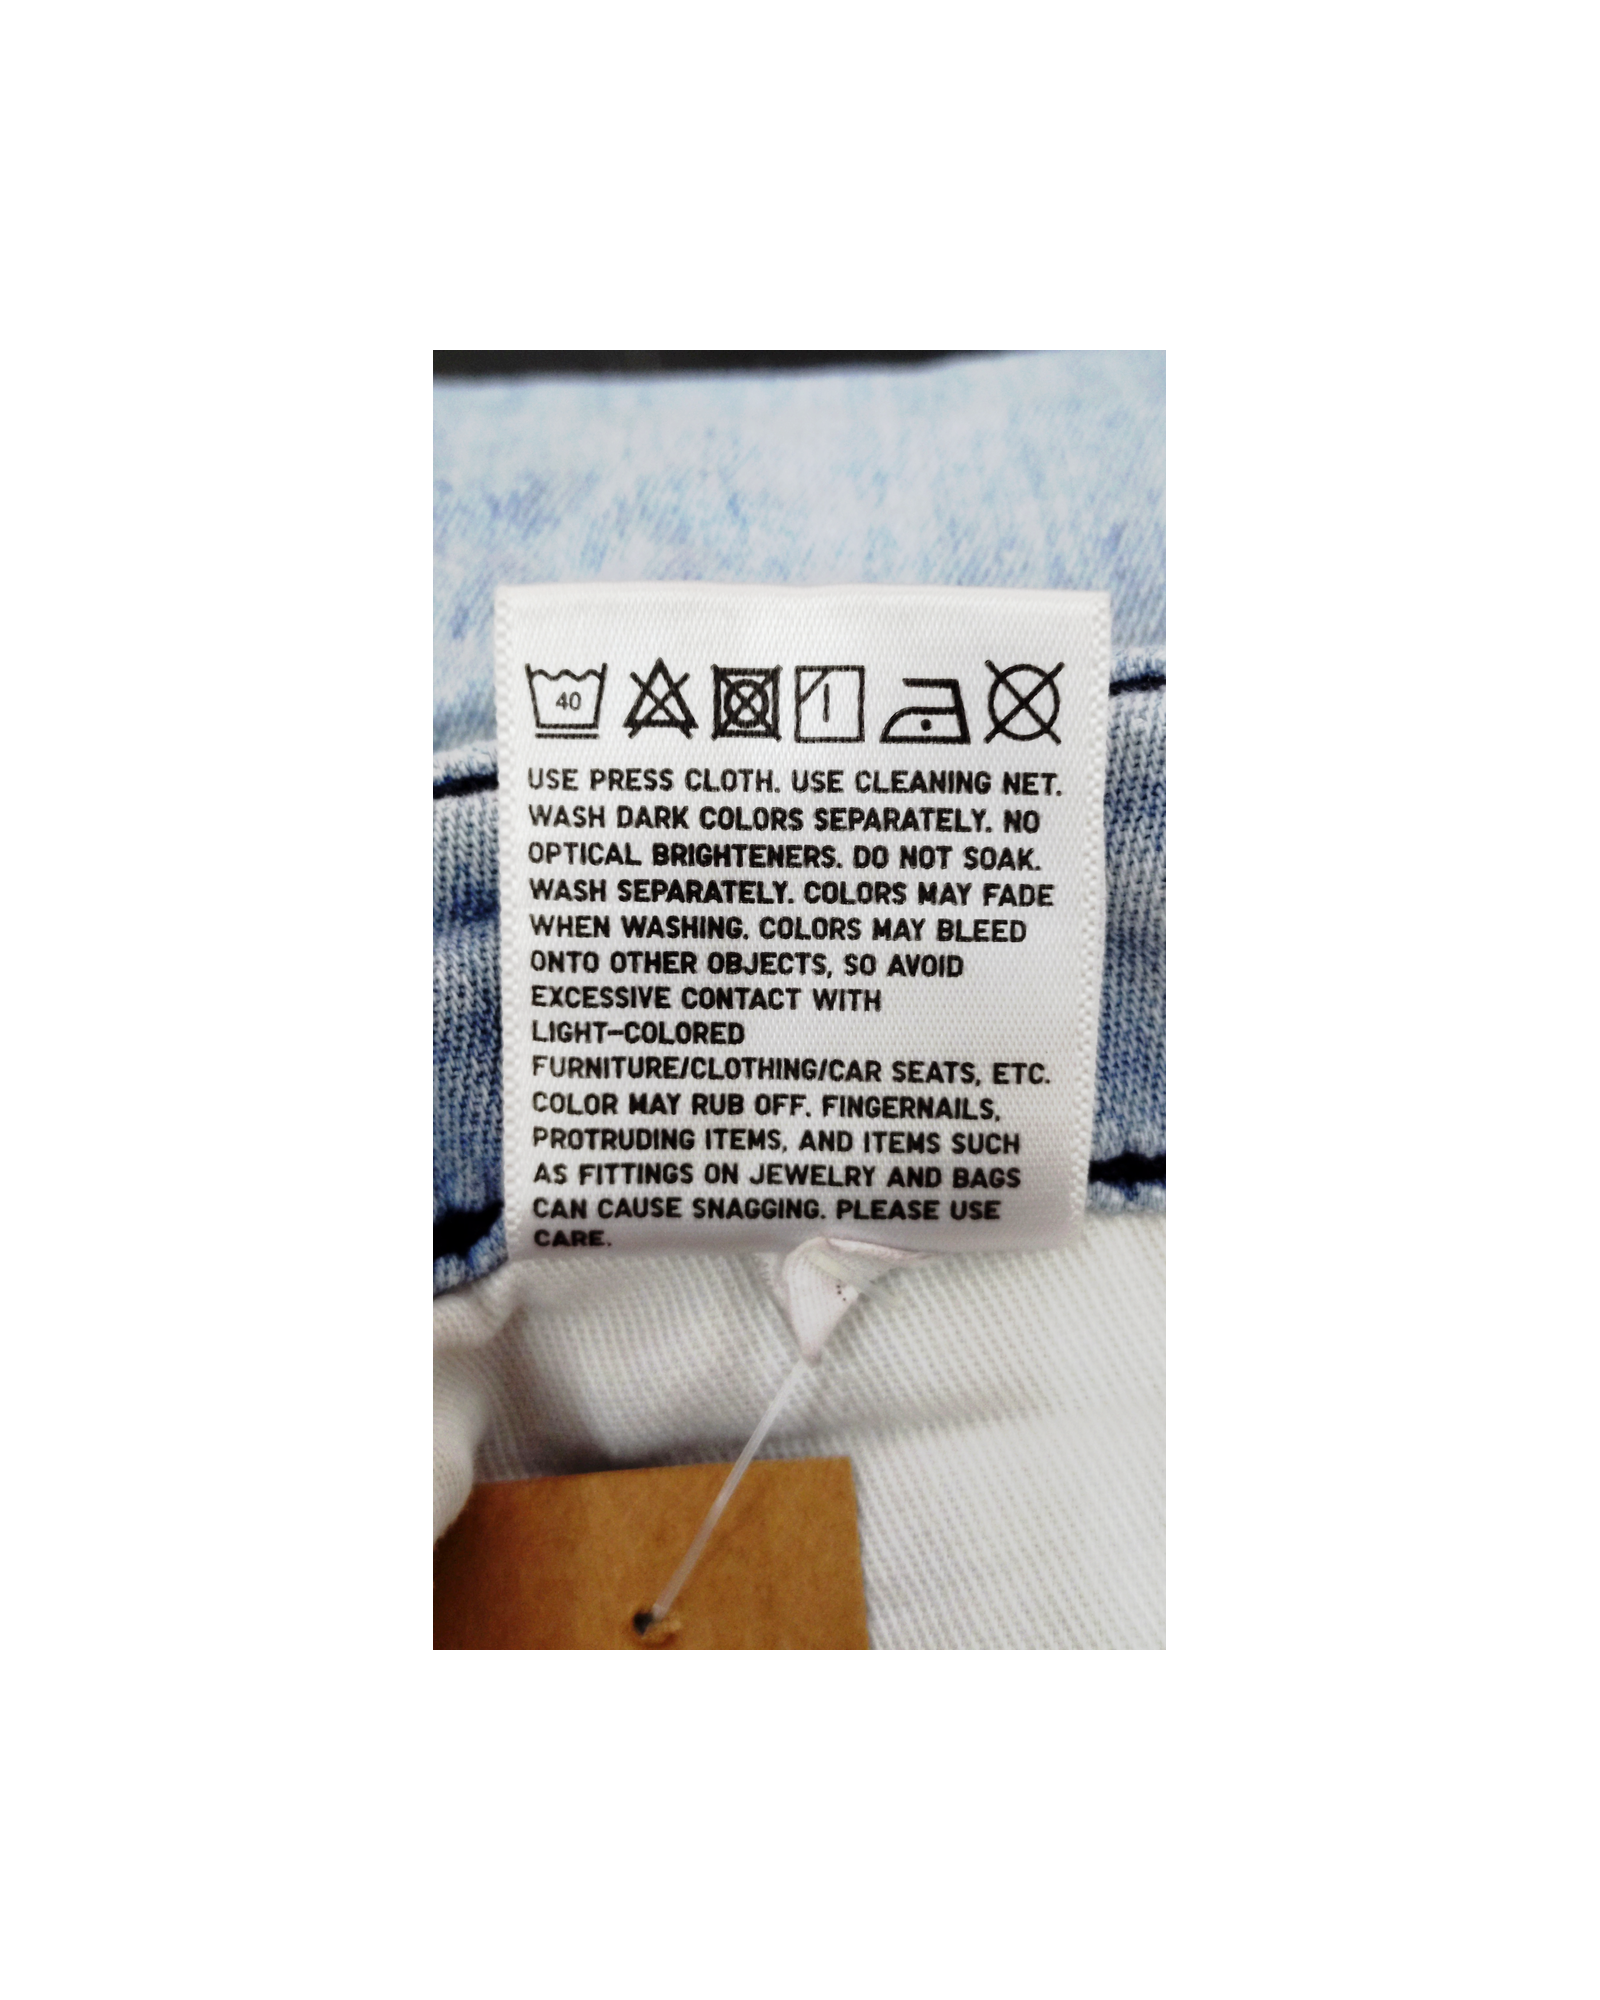 40
USE PRESS CLOTH. USE CLEANING NET.
WASH DARK COLORS SEPARATELY. NO
OPTICAL BRIGHTENERS. DO NOT SOAK.
WASH SEPARATELY. COLORS MAY FADE
WHEN WASHING. COLORS MAY BLEED
ONTO OTHER OBJECTS, SO AVOID
EXCESSIVE CONTACT WITH
LIGHT-COLORED
FURNITURE/CLOTHING/CAR SEATS, ETC.
COLOR MAY RUB OFF. FINGERNAILS,
PROTRUDING ITEMS, AND ITEMS SUCH
AS FITTINGS ON JEWELRY AND BAGS
CAN CAUSE SNAGGING. PLEASE USE
CARE.